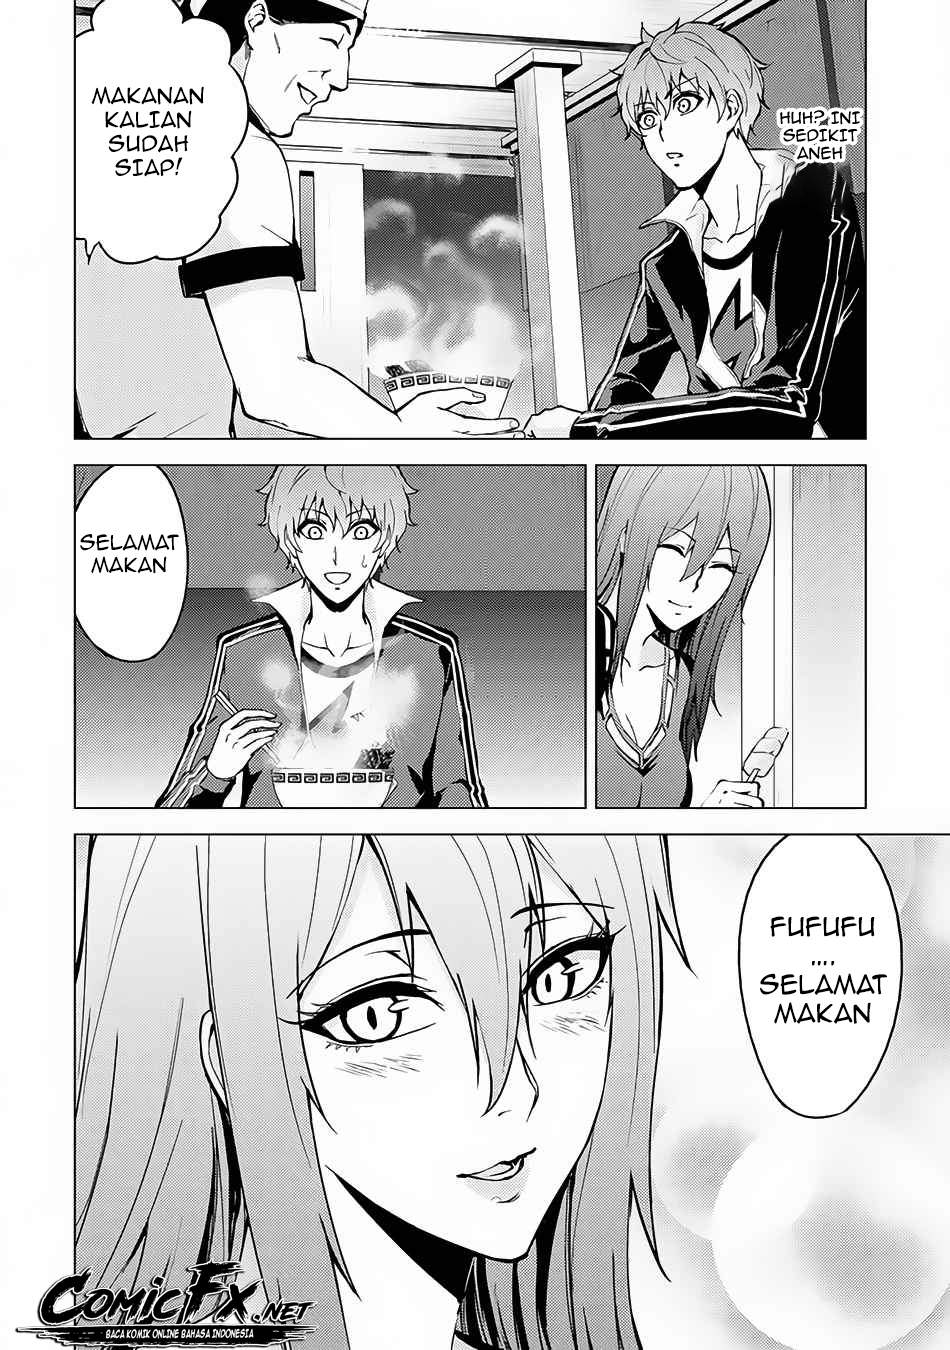 MAKANAN
KALIAN
SUDAH
SIAP!
HUH? INI
SEDIKIT
ANEH
SELAMAT
MAKAN
FUFUFU
....
SELAMAT
MAKAN
COMICFX.NET
BACA KOMIK ONLINE BAHASA INDONESIA